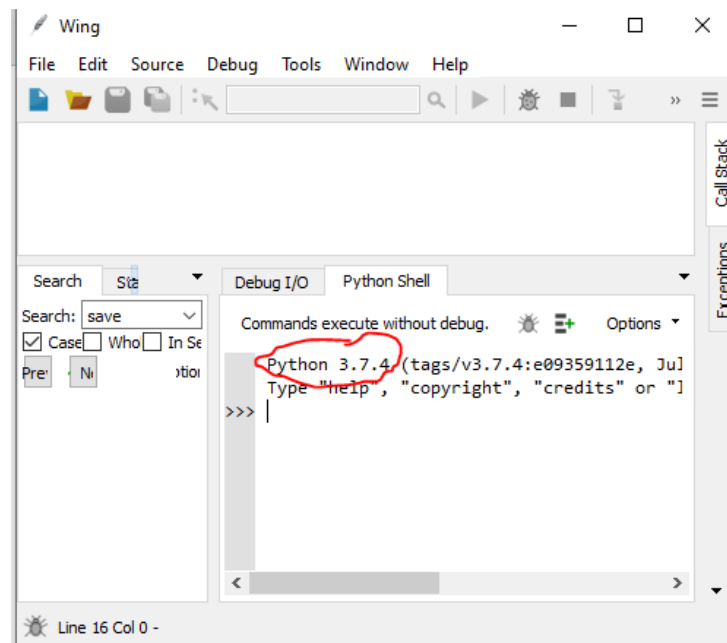 Wing
File Edit Source Debug Tools Window Help
Call Stack
Exceptions
Search
Debug I/O Python Shell
Search: save
Case Who In Se
Commands execute without debug. Options
Python 3.7.4 (tags/v3.7.4:e09359112e, Jul
Type "help", "copyright", "credits" or "l
>>>
Line 16 Col 0 -